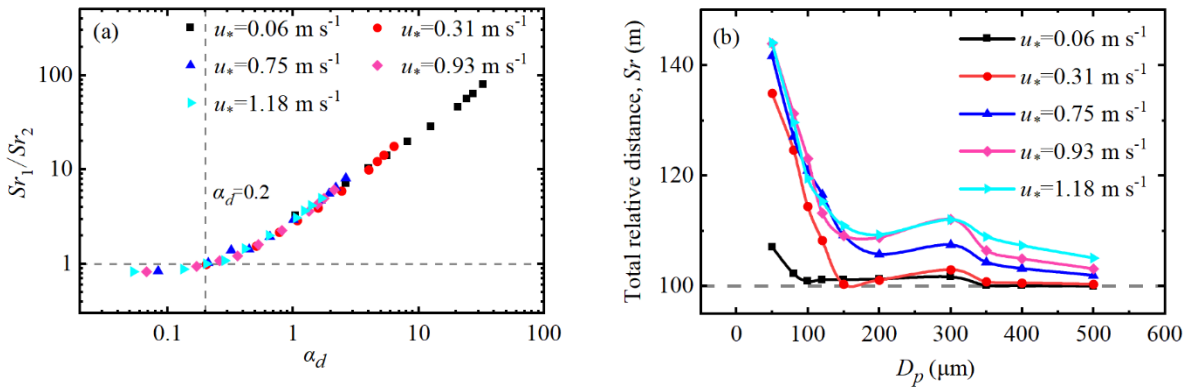 (a)
u*=0.06 m s⁻¹ u*=0.31 m s⁻¹
u*=0.75 m s⁻¹ u*=0.93 m s⁻¹
u*=1.18 m s⁻¹
100
10
1
Sr₁/Sr₂
α_d=0.2
0.1 1 10 100
α_d
(b)
u*=0.06 m s⁻¹
u*=0.31 m s⁻¹
u*=0.75 m s⁻¹
u*=0.93 m s⁻¹
u*=1.18 m s⁻¹
140
120
100
Total relative distance, Sr (m)
0 100 200 300 400 500 600
D_p (μm)